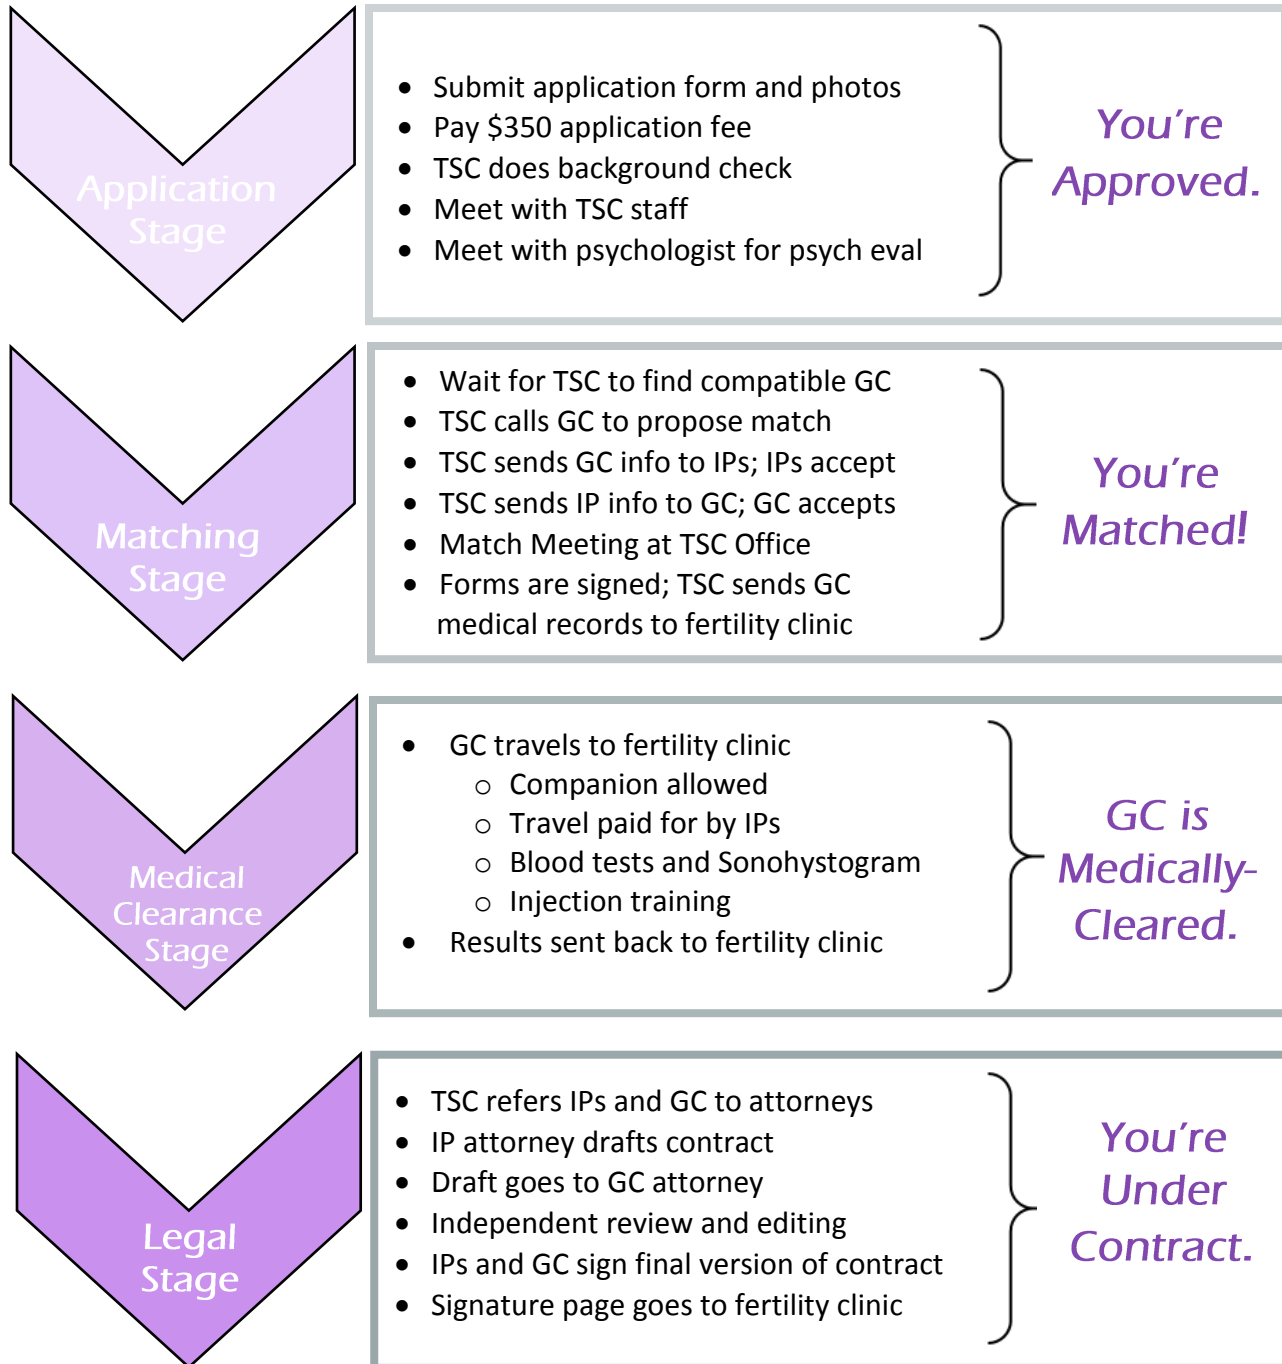 Application
Stage
• Submit application form and photos
• Pay $350 application fee
• TSC does background check
• Meet with TSC staff
• Meet with psychologist for psych eval
You’re
Approved.
Matching
Stage
• Wait for TSC to find compatible GC
• TSC calls GC to propose match
• TSC sends GC info to IPs; IPs accept
• TSC sends IP info to GC; GC accepts
• Match Meeting at TSC Office
• Forms are signed; TSC sends GC
medical records to fertility clinic
You’re
Matched!
Medical
Clearance
Stage
• GC travels to fertility clinic
o Companion allowed
o Travel paid for by IPs
o Blood tests and Sonohystogram
o Injection training
• Results sent back to fertility clinic
GC is
Medically-
Cleared.
Legal
Stage
• TSC refers IPs and GC to attorneys
• IP attorney drafts contract
• Draft goes to GC attorney
• Independent review and editing
• IPs and GC sign final version of contract
• Signature page goes to fertility clinic
You’re
Under
Contract.